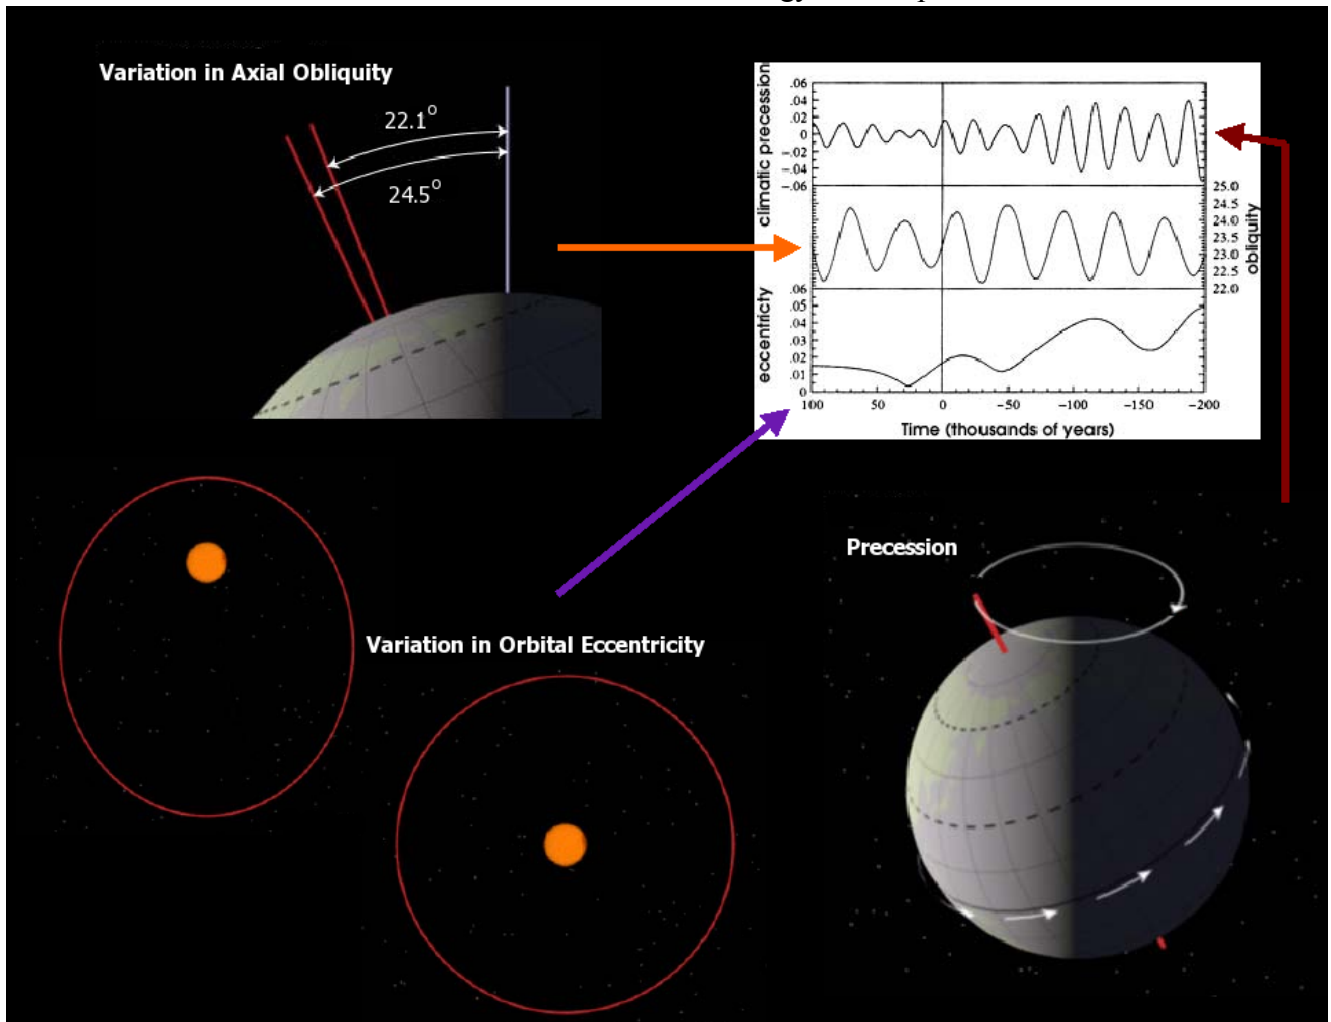 Variation in Axial Obliquity
22.1°
24.5°
climatic precession
.06
.04
.02
0
-.02
-.04
-.06
25.0
24.5
24.0
23.5
23.0
22.5
22.0
obliquity
eccentricty
.06
.05
.04
.03
.02
.01
0
100 50 0 -50 -100 -150 -200
Time (thousands of years)
Variation in Orbital Eccentricity
Precession